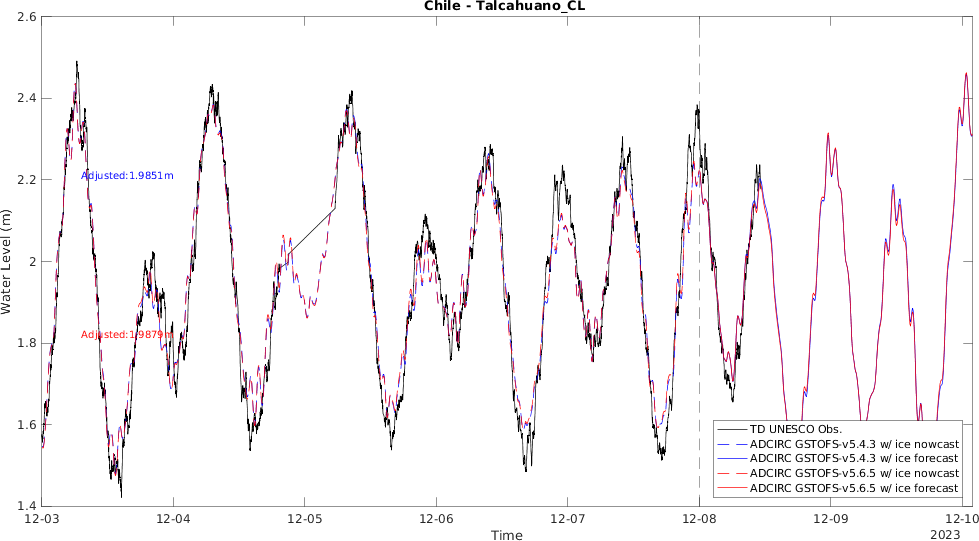 Chile - Talcahuano_CL
2.6
2.4
2.2
2
1.8
1.6
1.4
Water Level (m)
Adjusted:1.9851m
Adjusted:1.9879m
TD UNESCO Obs.
ADCIRC GSTOFS-v5.4.3 w/ ice nowcast
ADCIRC GSTOFS-v5.4.3 w/ ice forecast
ADCIRC GSTOFS-v5.6.5 w/ ice nowcast
ADCIRC GSTOFS-v5.6.5 w/ ice forecast
12-03 12-04 12-05 12-06 12-07 12-08 12-09 12-10
Time
2023